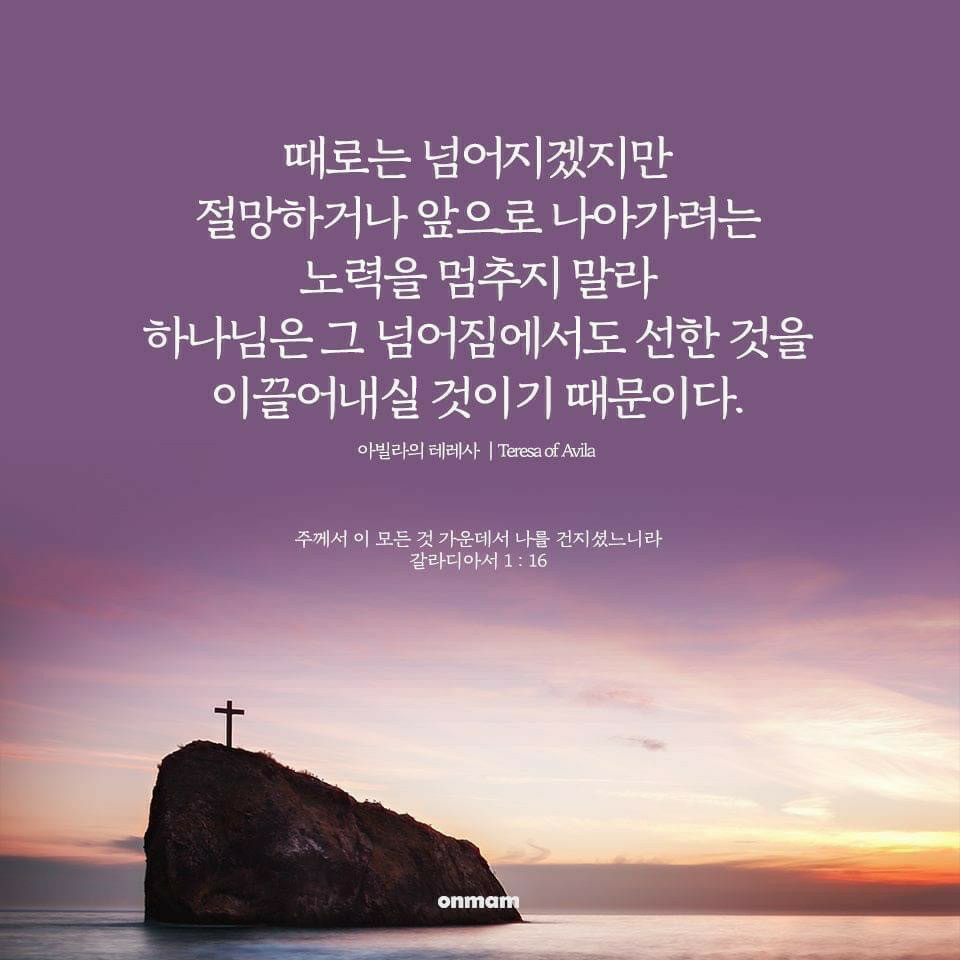 때로는 넘어지겠지만
절망하거나 앞으로 나아가려는
노력을 멈추지 말라
하나님은 그 넘어짐에서도 선한 것을
이끌어내실 것이기 때문이다.
아빌라의 테레사 | Teresa of Avila
주께서 이 모든 것 가운데서 나를 건지셨느니라
갈라디아서 1 : 16
onmam